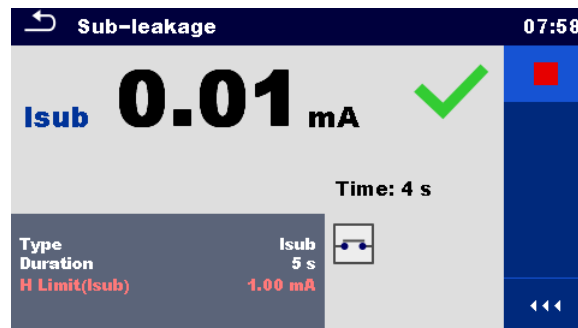 Sub-leakage 07:58
Isub 0.01 mA
Time: 4 s
Type Isub
Duration 5 s
H Limit(Isub) 1.00 mA